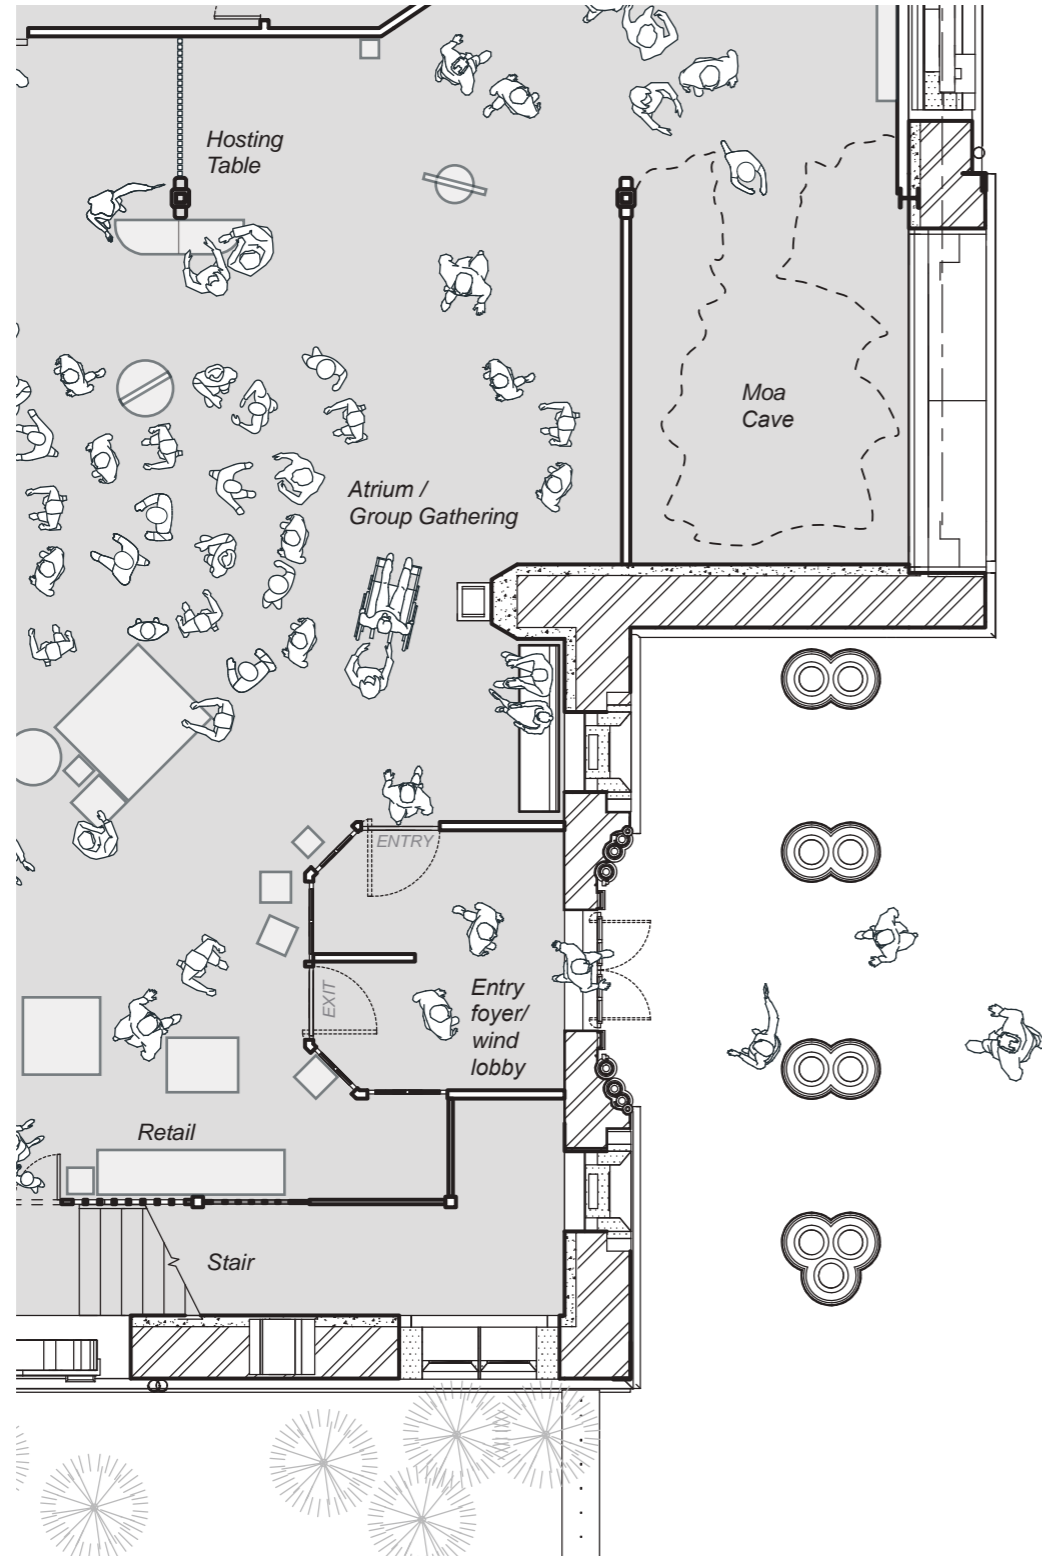 Hosting
Table
Moa
Cave
Atrium /
Group Gathering
ENTRY
EXIT
Entry
foyer/
wind
lobby
Retail
Stair